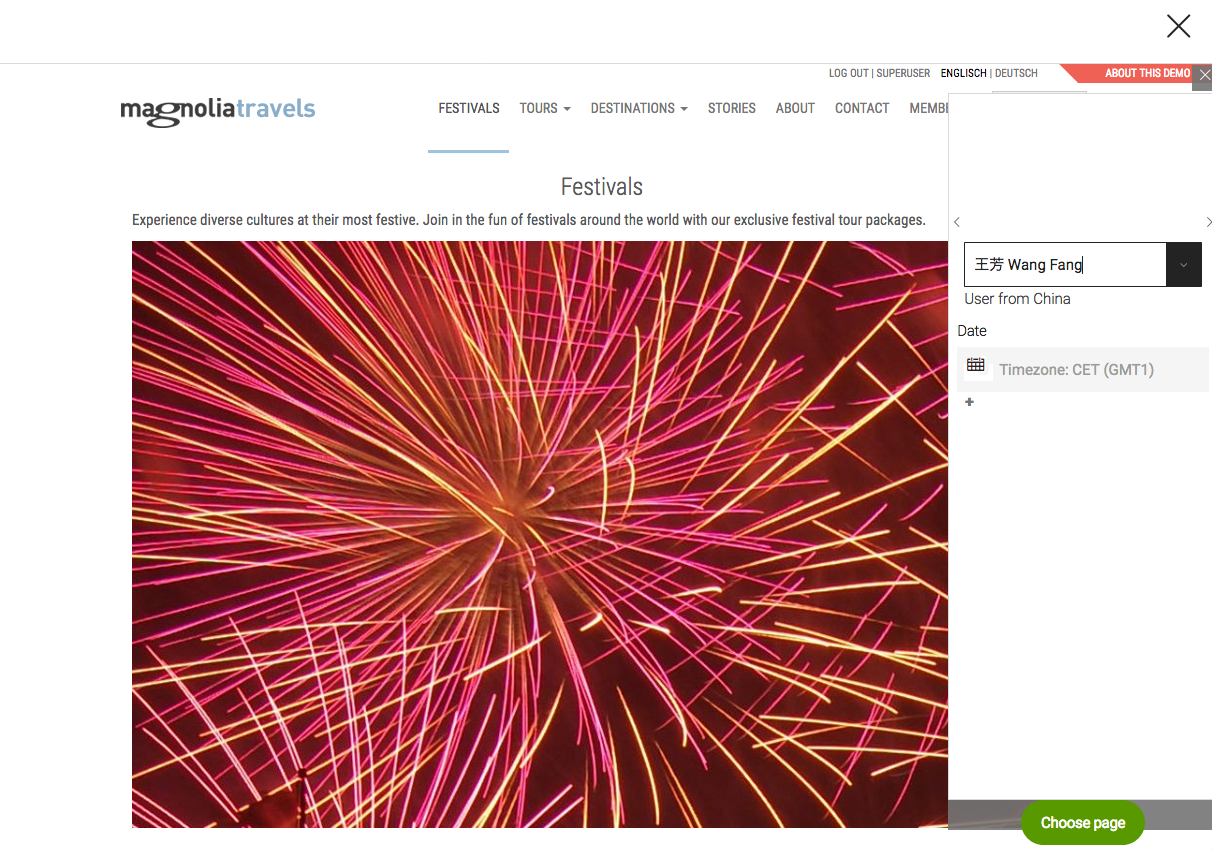 LOG OUT | SUPERUSER ENGLISCH | DEUTSCH ABOUT THIS DEMO
magnoliatravels
FESTIVALS TOURS DESTINATIONS STORIES ABOUT CONTACT
Festivals
Experience diverse cultures at their most festive. Join in the fun of festivals around the world with our exclusive festival tour packages.
王芳 Wang Fang
User from China
Date
Timezone: CET (GMT1)
Choose page